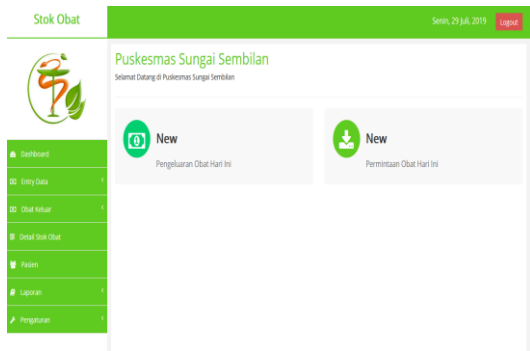 Stok Obat
Senin, 29 Juli, 2019
Logout
Puskesmas Sungai Sembilan
Selamat Datang di Puskesmas Sungai Sembilan
New
Pengeluaran Obat Hari Ini
New
Permintaan Obat Hari Ini
Dashboard
Entry Data
Obat Keluar
Detail Stok Obat
Pasien
Laporan
Pengaturan